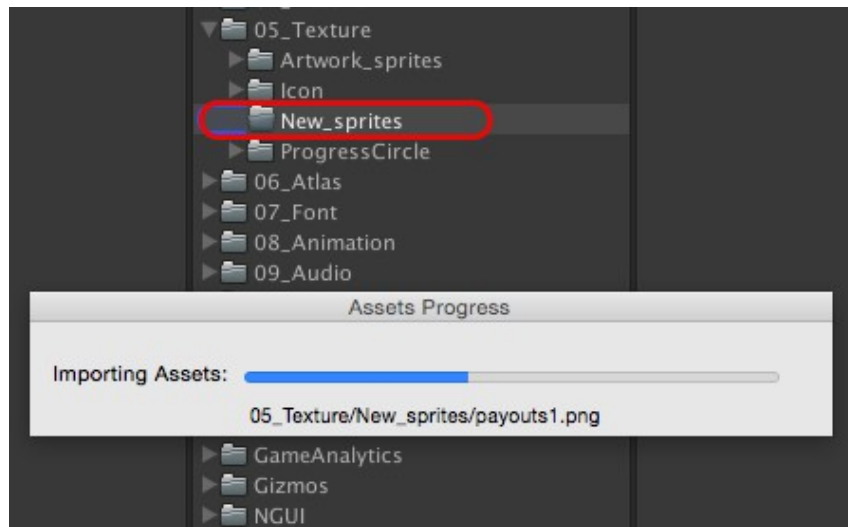 05_Texture
Artwork_sprites
Icon
New_sprites
ProgressCircle
06_Atlas
07_Font
08_Animation
09_Audio
Assets Progress
Importing Assets:
05_Texture/New_sprites/payouts1.png
GameAnalytics
Gizmos
NGUI